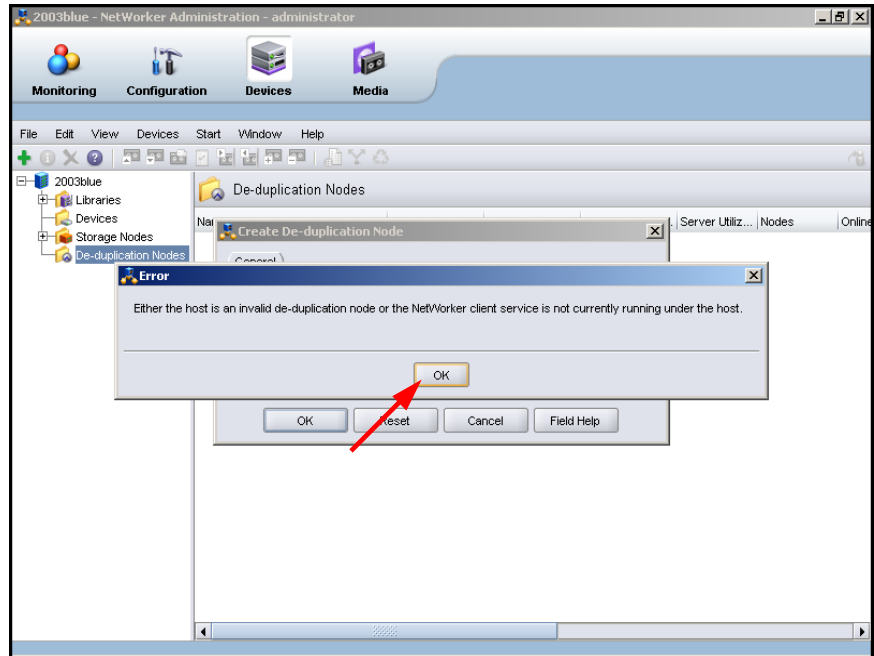 2003blue - NetWorker Administration - administrator
Monitoring Configuration Devices Media
File Edit View Devices Start Window Help
2003blue
Libraries
Devices
Storage Nodes
De-duplication Nodes
De-duplication Nodes
Server Utiliz... Nodes Online
Create De-duplication Node
General
Error
Either the host is an invalid de-duplication node or the NetWorker client service is not currently running under the host.
OK
OK Reset Cancel Field Help